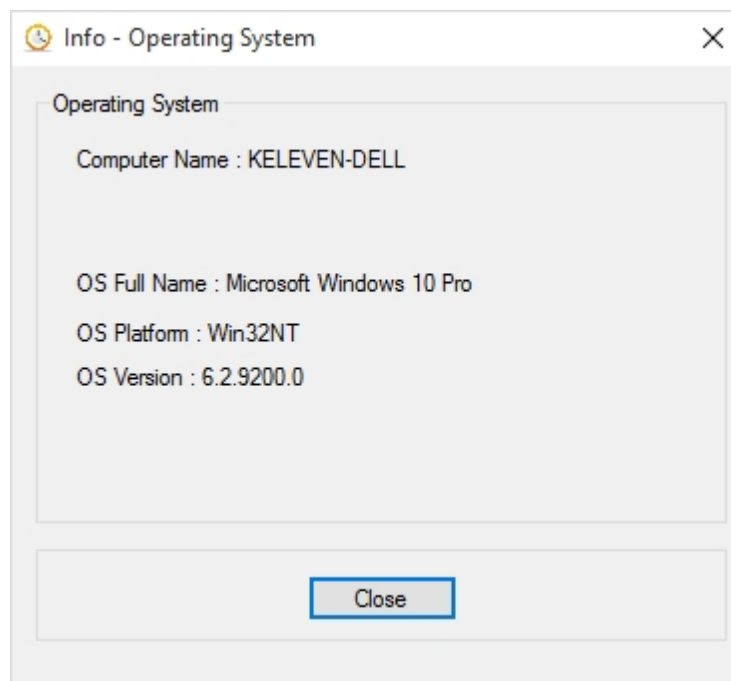 Info - Operating System
Operating System
Computer Name : KELEVEN-DELL
OS Full Name : Microsoft Windows 10 Pro
OS Platform : Win32NT
OS Version : 6.2.9200.0
Close